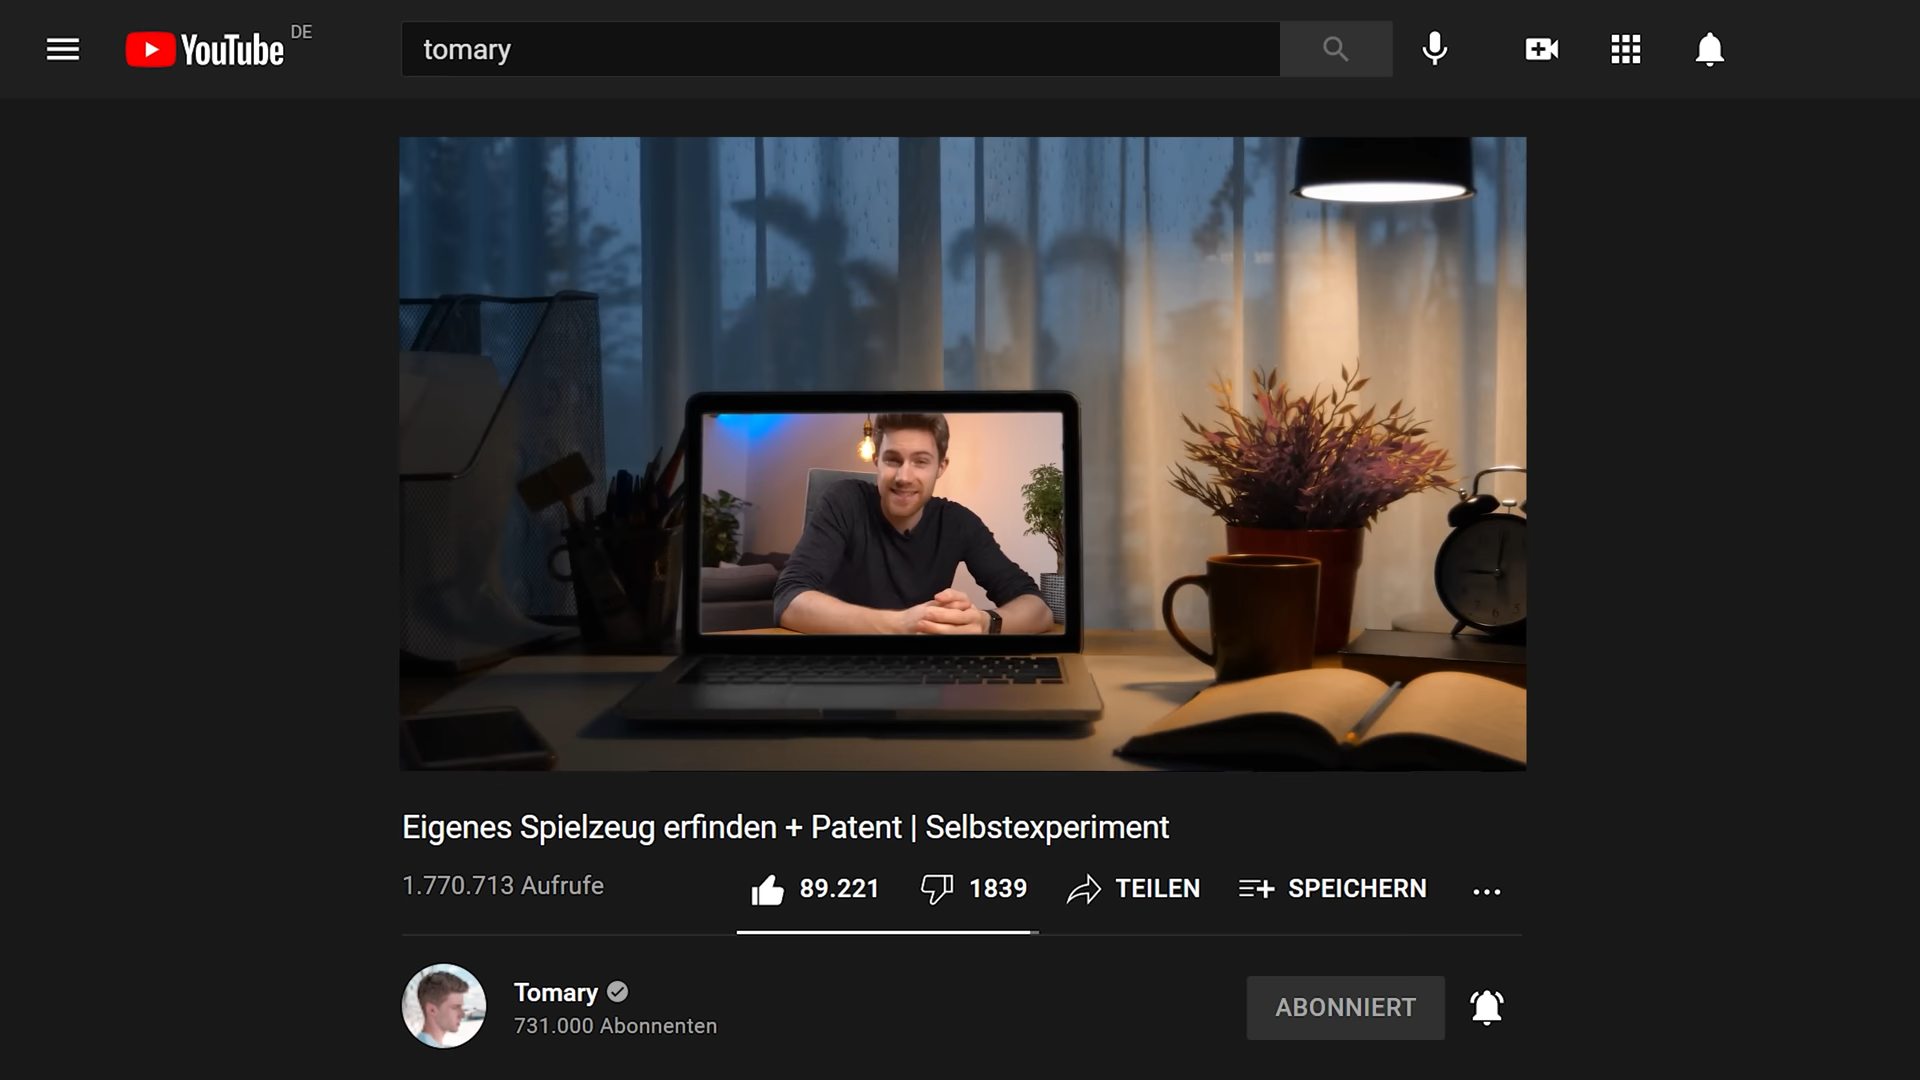 YouTube DE
tomary
Eigenes Spielzeug erfinden + Patent | Selbstexperiment
1.770.713 Aufrufe
89.221
1839
TEILEN
SPEICHERN
Tomary
731.000 Abonnenten
ABONNIERT